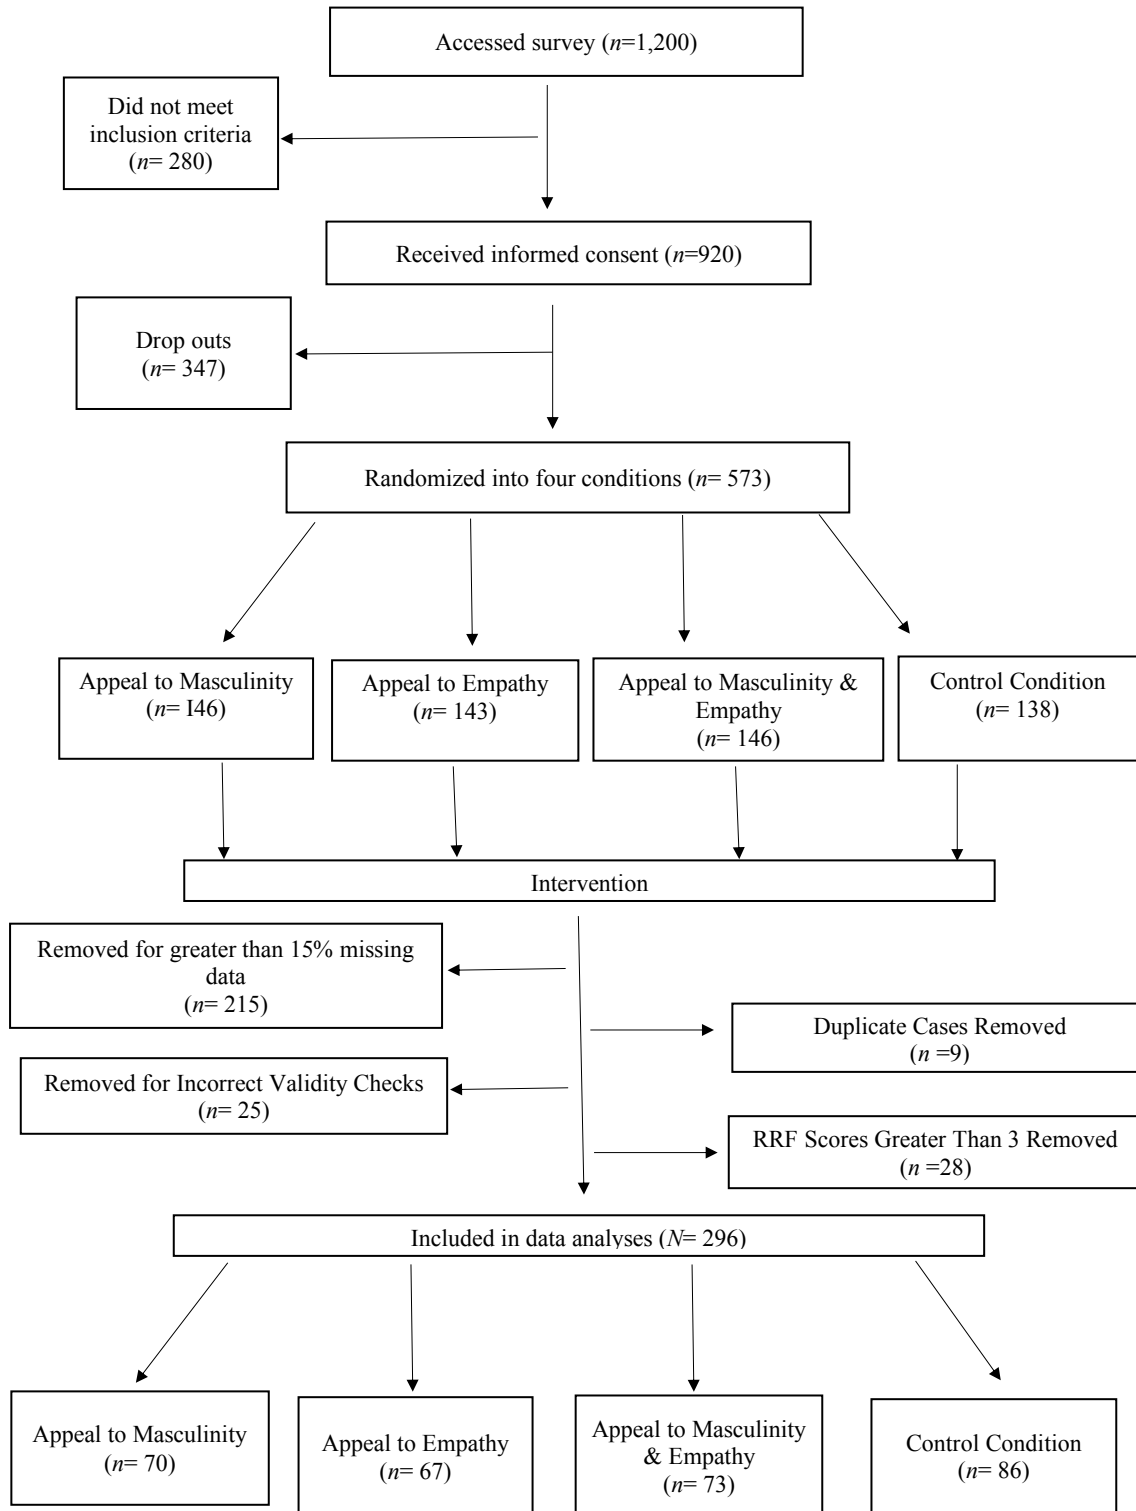 Accessed survey (n=1,200)
Did not meet
inclusion criteria
(n= 280)
Received informed consent (n=920)
Drop outs
(n= 347)
Randomized into four conditions (n= 573)
Appeal to Masculinity
(n= I46)
Appeal to Empathy
(n= 143)
Appeal to Masculinity &
Empathy
(n= 146)
Control Condition
(n= 138)
Intervention
Removed for greater than 15% missing
data
(n= 215)
Duplicate Cases Removed
(n =9)
Removed for Incorrect Validity Checks
(n= 25)
RRF Scores Greater Than 3 Removed
(n =28)
Included in data analyses (N= 296)
Appeal to Masculinity
(n= 70)
Appeal to Empathy
(n= 67)
Appeal to Masculinity
& Empathy
(n= 73)
Control Condition
(n= 86)